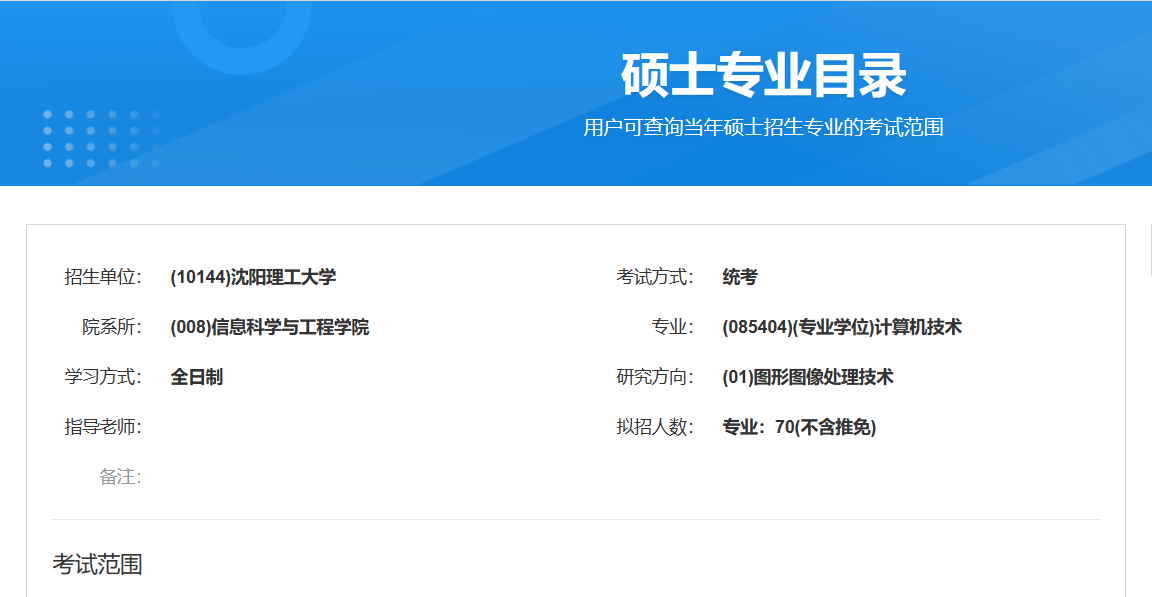 硕士专业目录
用户可查询当年硕士招生专业的考试范围
招生单位： (10144)沈阳理工大学 考试方式： 统考
院系所： (008)信息科学与工程学院 专业： (085404)(专业学位)计算机技术
学习方式： 全日制 研究方向： (01)图形图像处理技术
指导老师： 拟招人数： 专业：70(不含推免)
备注：
考试范围